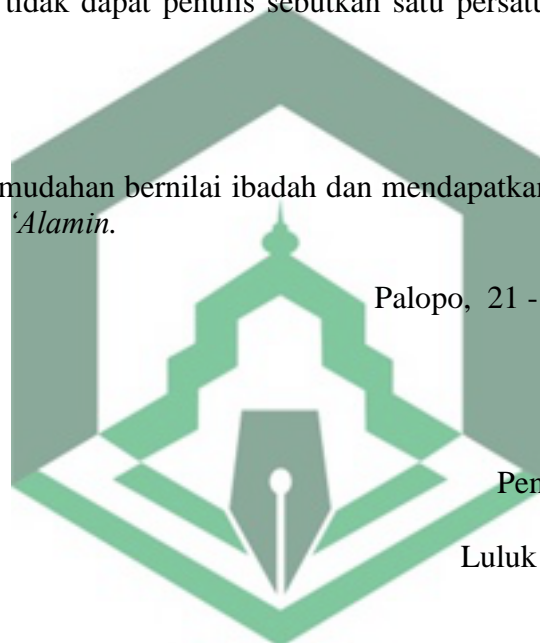 tidak dapat penulis sebutkan satu persatu
mudahan bernilai ibadah dan mendapatkan
‘Alamin.
Palopo, 21 -
Luluk